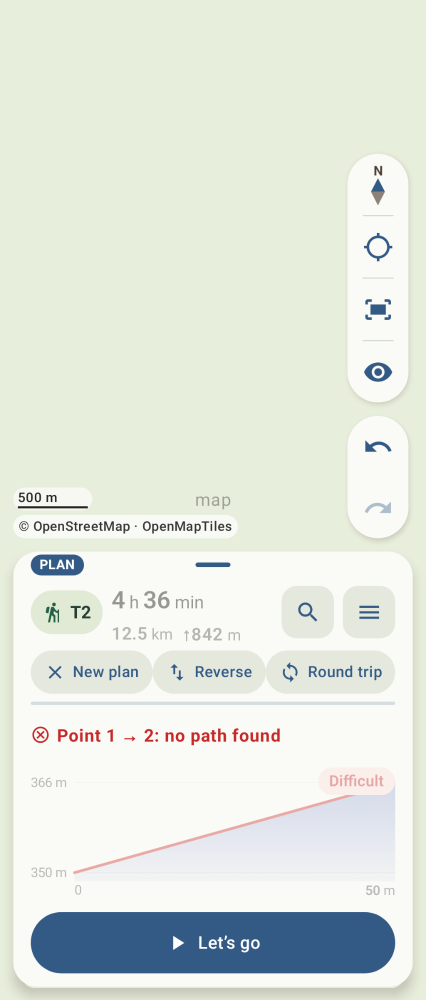 N
500 m
map
© OpenStreetMap · OpenMapTiles
PLAN
T2
4 h 36 min
12.5 km ↑842 m
New plan
Reverse
Round trip
Point 1 → 2: no path found
366 m
Difficult
350 m
0
50 m
Let's go